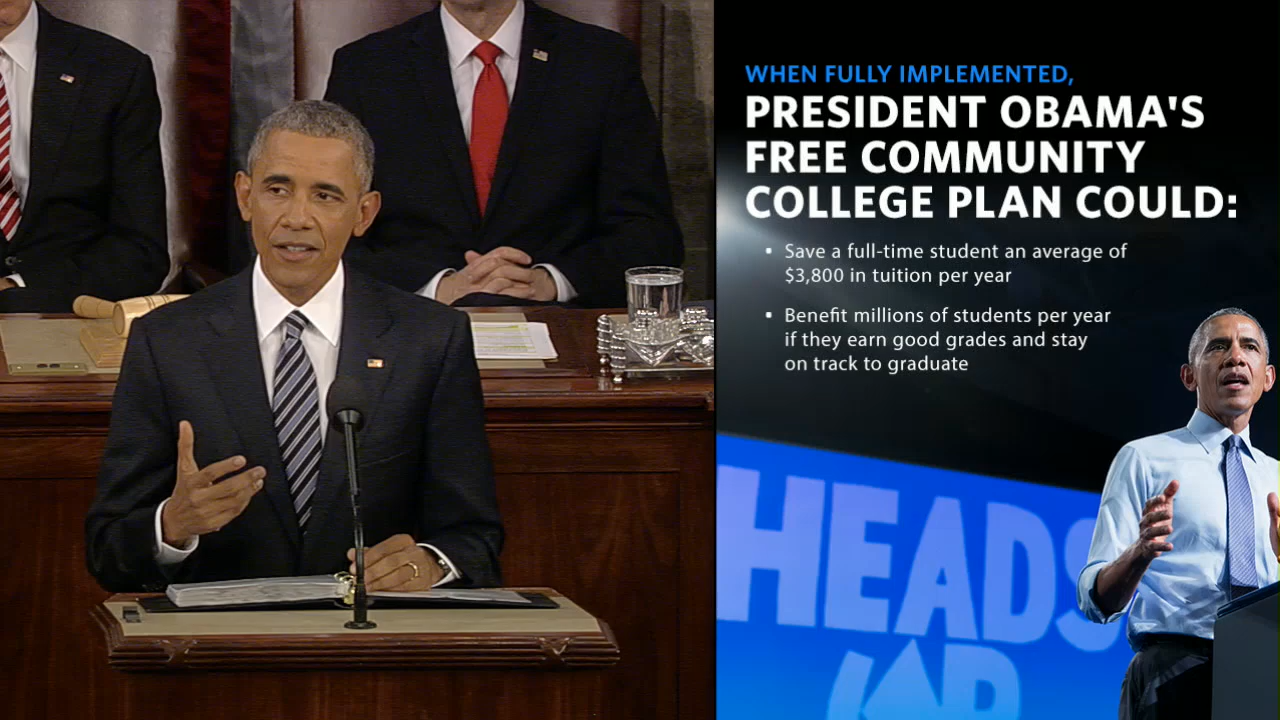 WHEN FULLY IMPLEMENTED,
PRESIDENT OBAMA'S
FREE COMMUNITY
COLLEGE PLAN COULD:
• Save a full-time student an average of
$3,800 in tuition per year
• Benefit millions of students per year
if they earn good grades and stay
on track to graduate
HEADS
UP